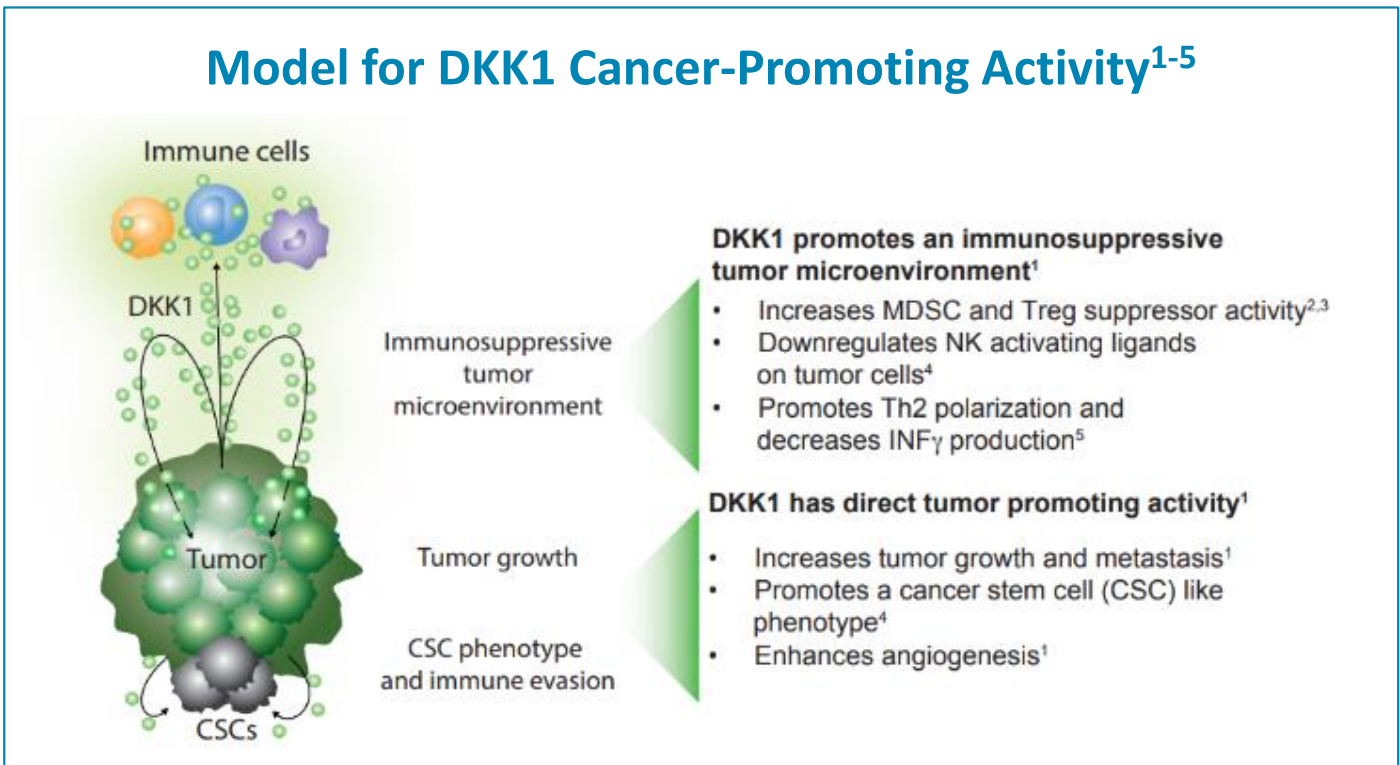 Model for DKK1 Cancer-Promoting Activity¹⁻⁵
Immune cells
DKK1
Tumor
CSCs
Immunosuppressive
tumor
microenvironment
Tumor growth
CSC phenotype
and immune evasion
DKK1 promotes an immunosuppressive
tumor microenvironment¹
• Increases MDSC and Treg suppressor activity²,³
• Downregulates NK activating ligands
on tumor cells⁴
• Promotes Th2 polarization and
decreases INFγ production⁵
DKK1 has direct tumor promoting activity¹
• Increases tumor growth and metastasis¹
• Promotes a cancer stem cell (CSC) like
phenotype⁴
• Enhances angiogenesis¹